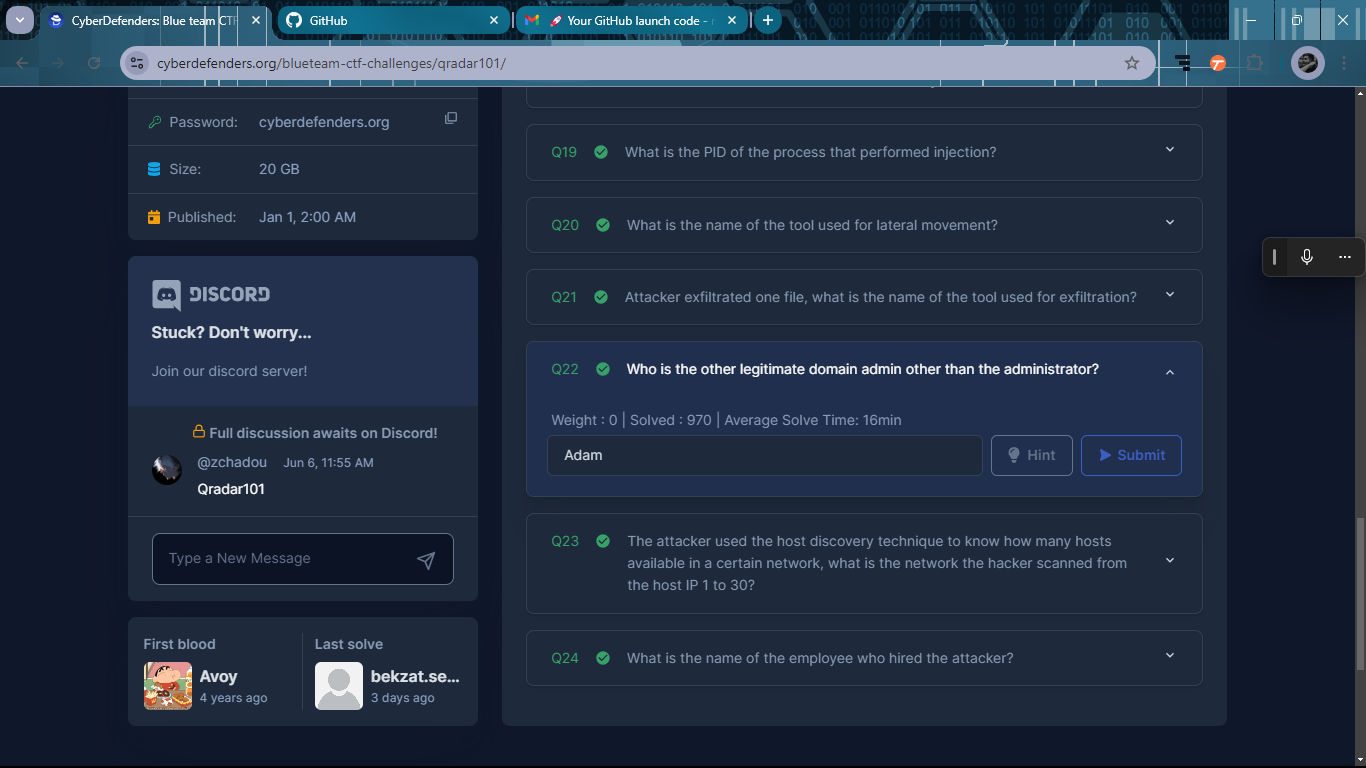 CyberDefenders: Blue team CTF
GitHub
🚀 Your GitHub launch code -
cyberdefenders.org/blueteam-ctf-challenges/qradar101/
Password: cyberdefenders.org
Size: 20 GB
Published: Jan 1, 2:00 AM
DISCORD
Stuck? Don't worry...
Join our discord server!
Full discussion awaits on Discord!
@zchadou Jun 6, 11:55 AM
Qradar101
Type a New Message
First blood
Avoy
4 years ago
Last solve
bekzat.se...
3 days ago
Q19 What is the PID of the process that performed injection?
Q20 What is the name of the tool used for lateral movement?
Q21 Attacker exfiltrated one file, what is the name of the tool used for exfiltration?
Q22 Who is the other legitimate domain admin other than the administrator?
Weight : 0 | Solved : 970 | Average Solve Time: 16min
Adam
Hint
Submit
Q23 The attacker used the host discovery technique to know how many hosts
available in a certain network, what is the network the hacker scanned from
the host IP 1 to 30?
Q24 What is the name of the employee who hired the attacker?